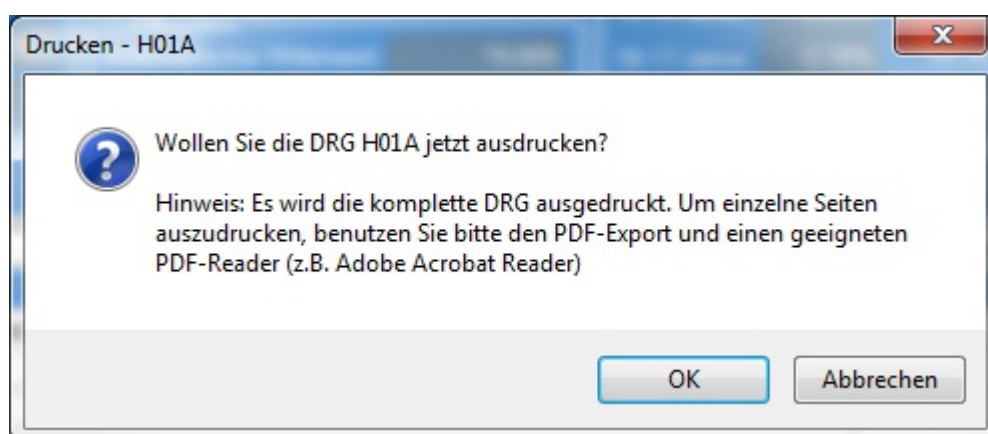 Drucken - H01A
Wollen Sie die DRG H01A jetzt ausdrucken?
Hinweis: Es wird die komplette DRG ausgedruckt. Um einzelne Seiten
auszudrucken, benutzen Sie bitte den PDF-Export und einen geeigneten
PDF-Reader (z.B. Adobe Acrobat Reader)
OK
Abbrechen